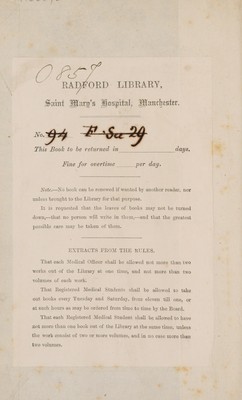 0859
RADFORD LIBRARY,
Saint Mary's Hospital, Manchester.
No. 94
This Book to be returned in days.
Fine for overtime per day.
Note.—No book can be renewed if wanted by another reader, nor
unless brought to the Library for that purpose.
It is requested that the leaves of books may not be turned
down,—that no person will write in them,—and that the greatest
possible care may be taken of them.
EXTRACTS FROM THE RULES.
That each Medical Officer shall be allowed not more than two
works out of the Library at one time, and not more than two
volumes of each work.
That Registered Medical Students shall be allowed to take
out books every Tuesday and Saturday, from eleven till one, or
at such hours as may be ordered from time to time by the Board.
That each Registered Medical Student shall be allowed to have
not more than one book out of the Library at the same time, unless
the work consist of two or more volumes, and in no case more than
two volumes.